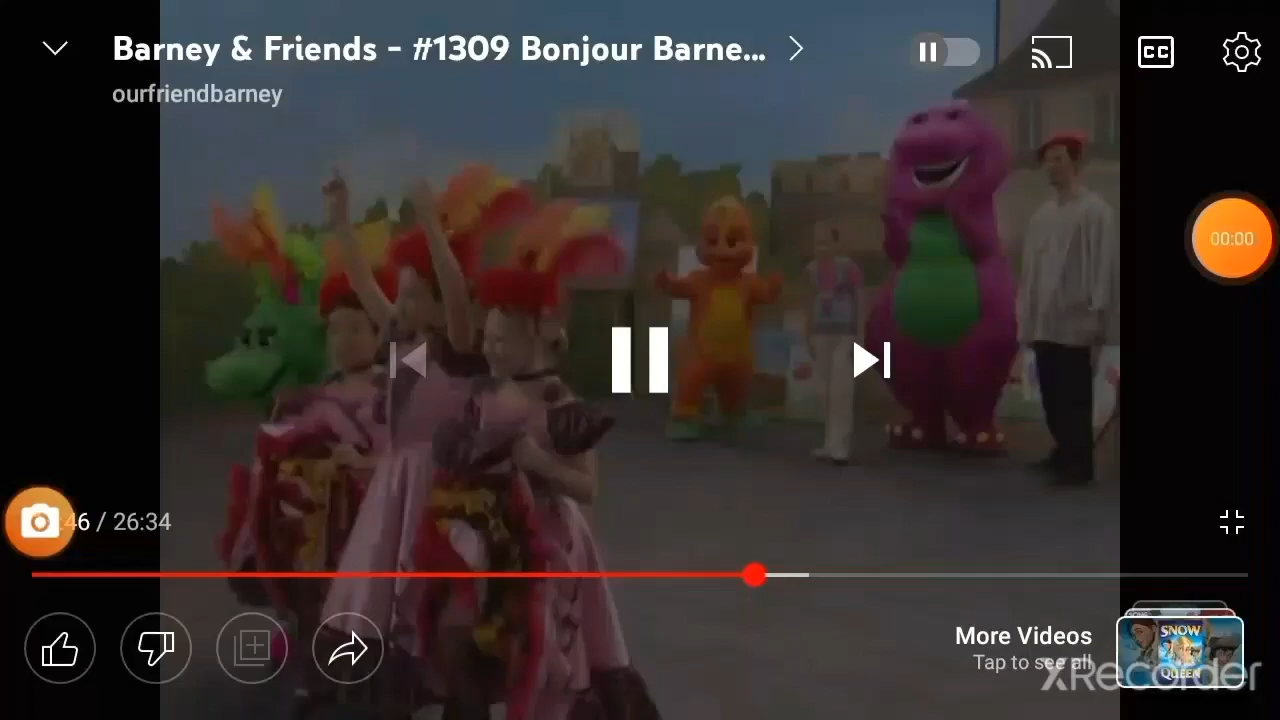 Barney & Friends - #1309 Bonjour Barne...
ourfriendbarney
CC
00:00
46 / 26:34
More Videos
Tap to see all
SNOW
QUEEN
XRecorder